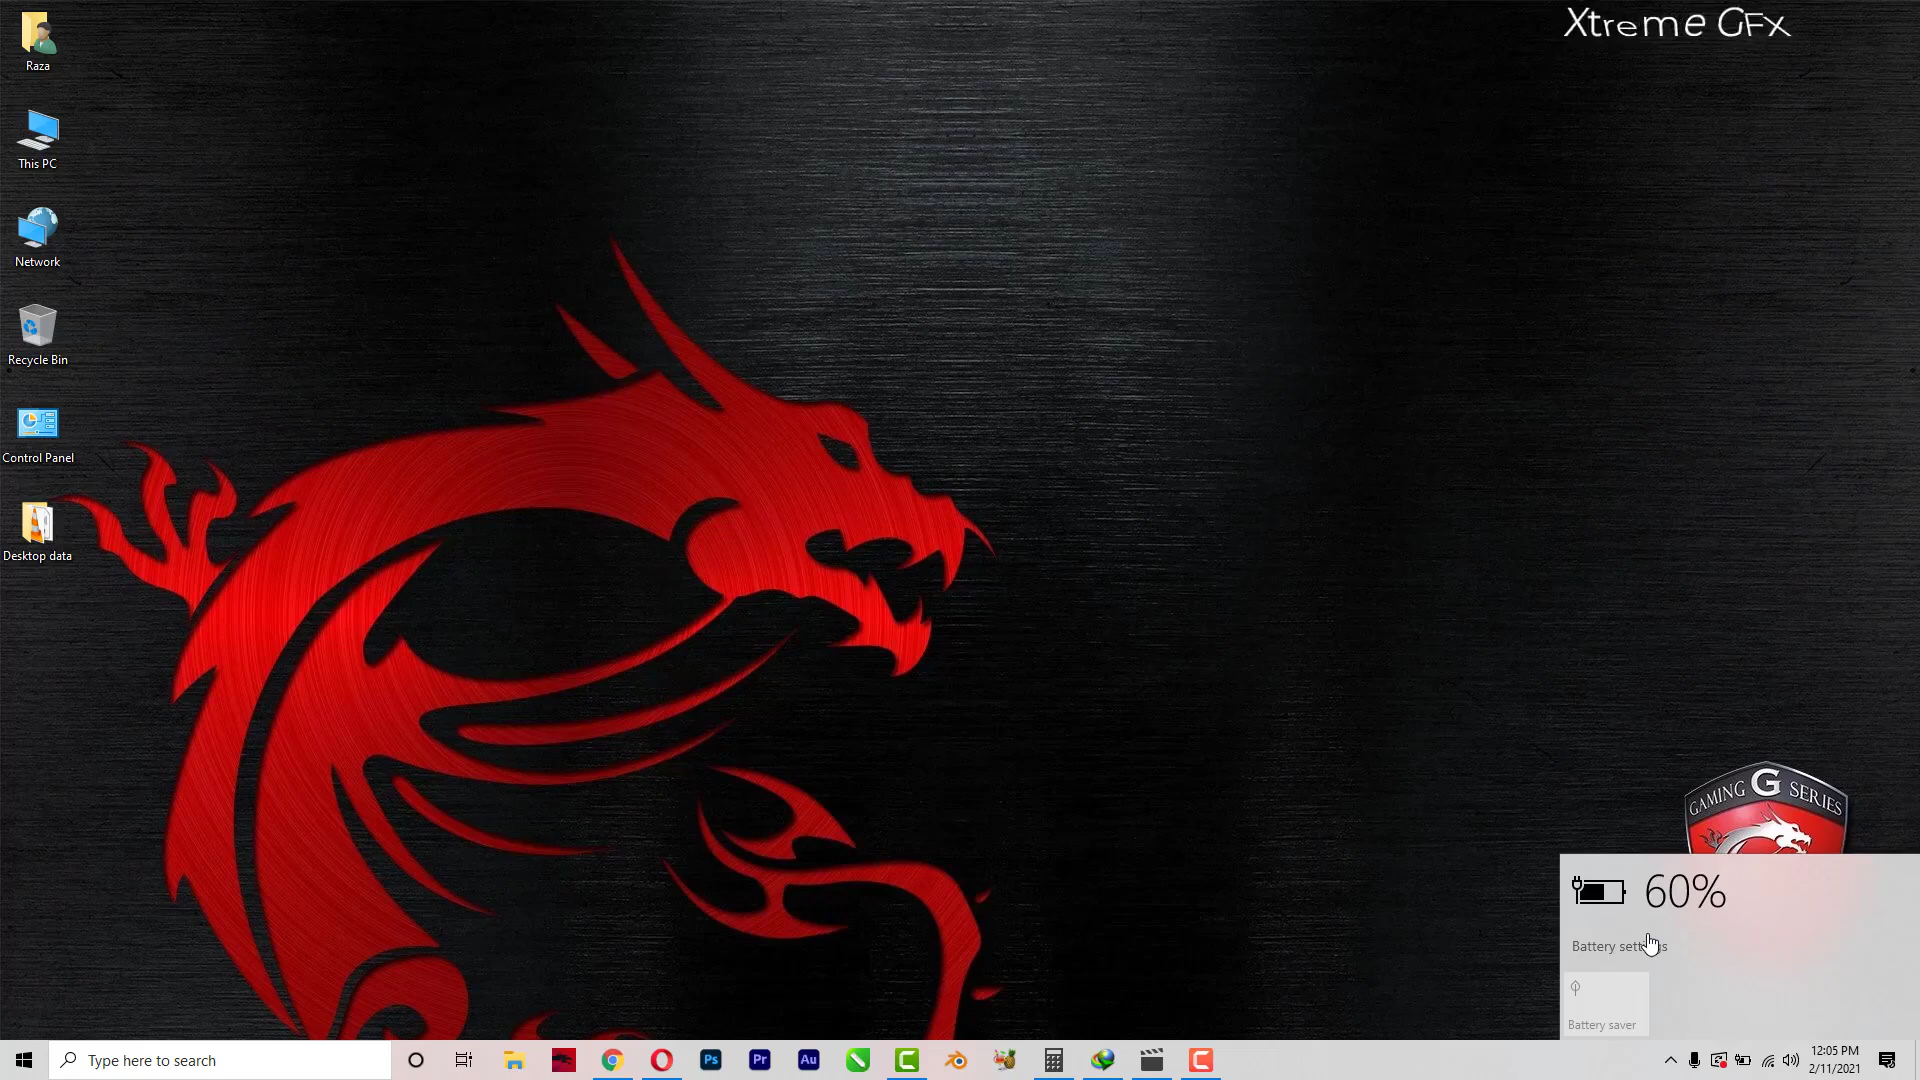 Xtreme GFx
Raza
This PC
Network
Recycle Bin
Control Panel
Desktop data
GAMING G SERIES
60%
Battery settings
Battery saver
Type here to search
Ps
Pr
Au
12:05 PM
2/11/2021